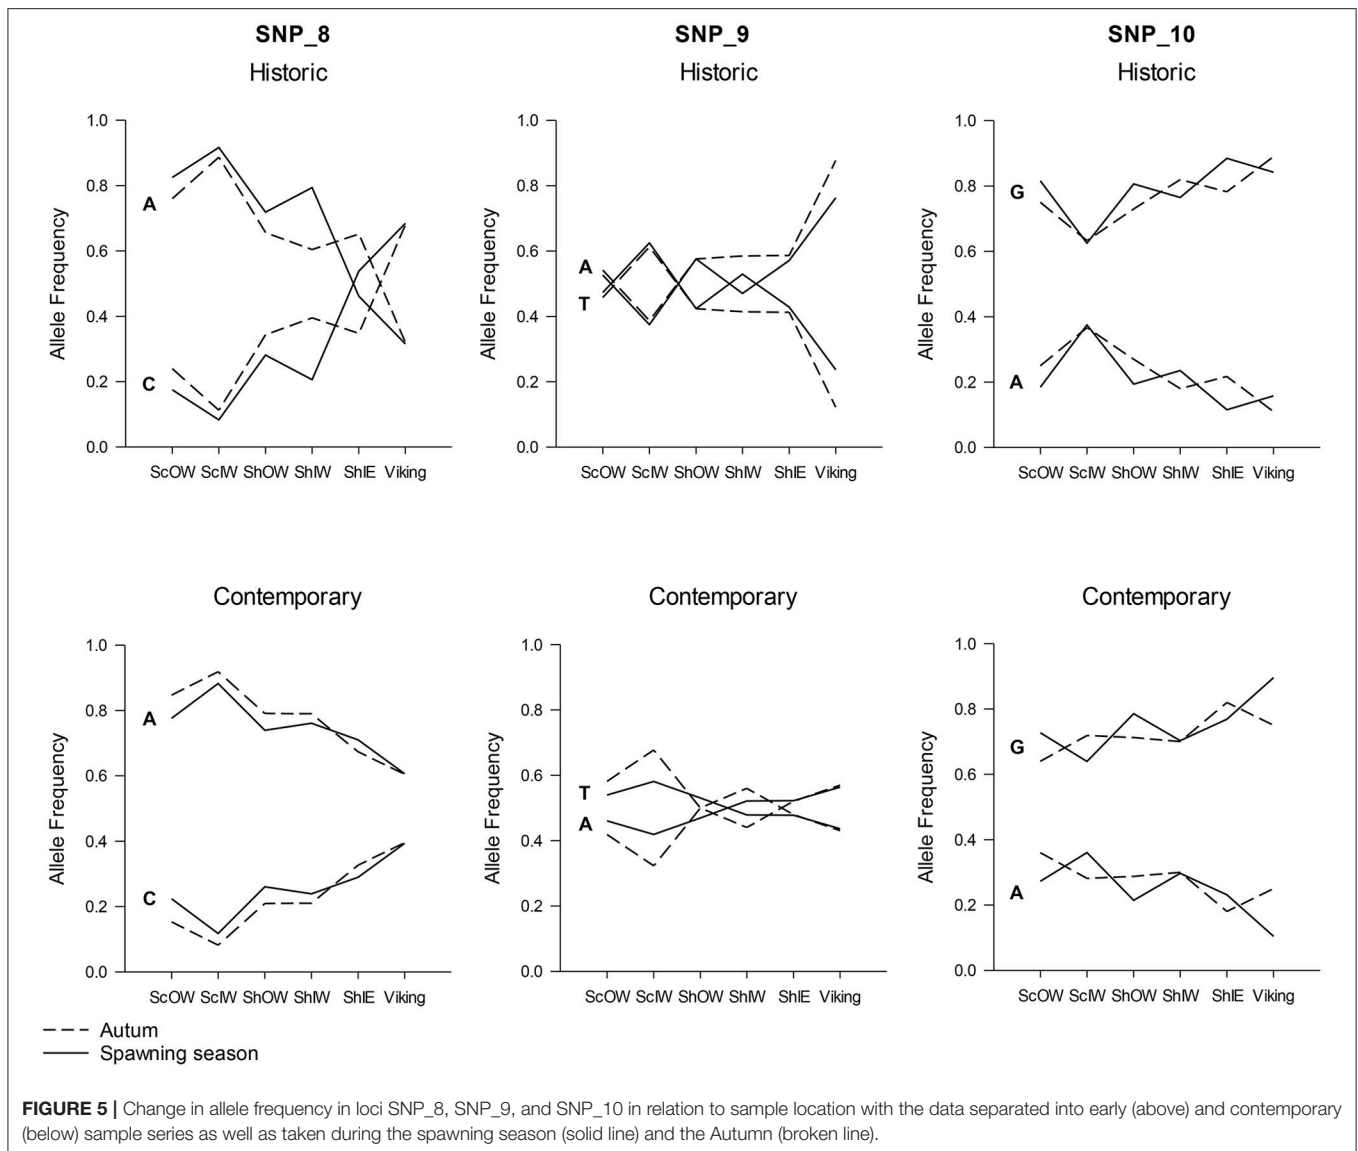 SNP_8 SNP_9 SNP_10
Historic Historic Historic
1.0 1.0 1.0
0.8 0.8 0.8
0.6 0.6 0.6
0.4 0.4 0.4
0.2 0.2 0.2
0.0 0.0 0.0
Allele Frequency Allele Frequency Allele Frequency
A A G
C T A
ScOW ScIW ShOW ShIW ShIE Viking ScOW ScIW ShOW ShIW ShIE Viking ScOW ScIW ShOW ShIW ShIE Viking
Contemporary Contemporary Contemporary
1.0 1.0 1.0
0.8 0.8 0.8
0.6 0.6 0.6
0.4 0.4 0.4
0.2 0.2 0.2
0.0 0.0 0.0
Allele Frequency Allele Frequency Allele Frequency
A T G
C A A
ScOW ScIW ShOW ShIW ShIE Viking ScOW ScIW ShOW ShIW ShIE Viking ScOW ScIW ShOW ShIW ShIE Viking
Autum
Spawning season
FIGURE 5 | Change in allele frequency in loci SNP_8, SNP_9, and SNP_10 in relation to sample location with the data separated into early (above) and contemporary
(below) sample series as well as taken during the spawning season (solid line) and the Autumn (broken line).